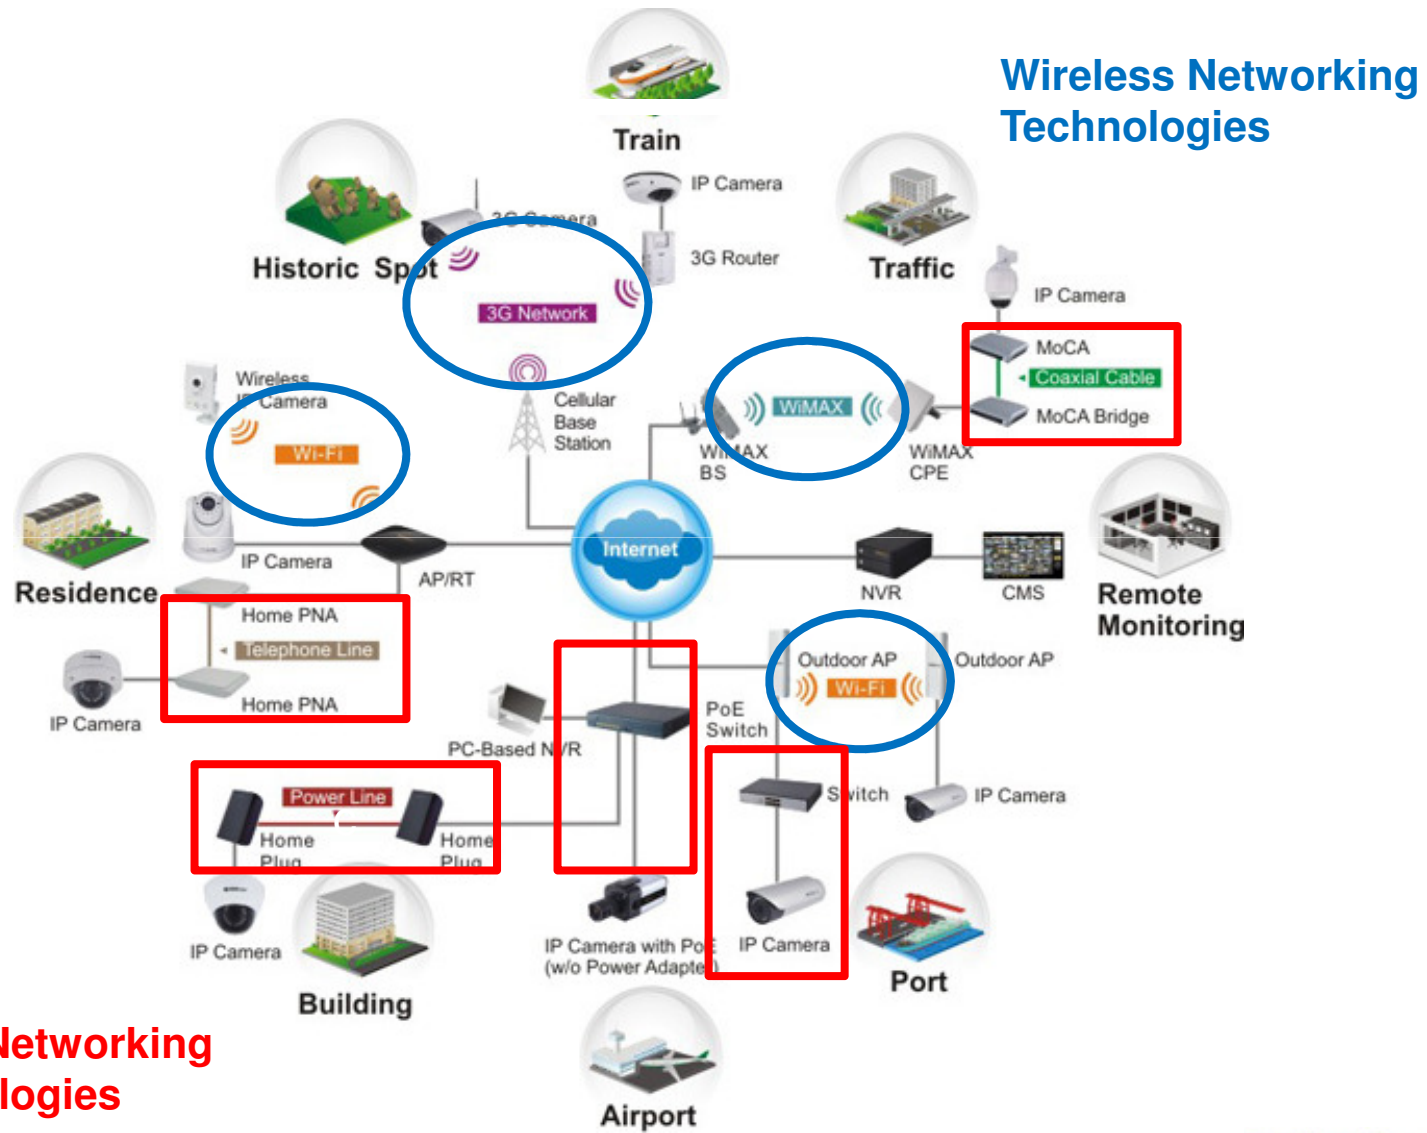 Wireless Networking
Technologies
Train
IP Camera
3G Camera
3G Router
Historic Spot
Traffic
IP Camera
3G Network
MoCA
Coaxial Cable
MoCA Bridge
Wireless
IP Camera
Cellular
Base
Station
WiMAX
Wi-Fi
WiMAX
BS
WiMAX
CPE
Internet
IP Camera
AP/RT
NVR
CMS
Residence
Remote
Monitoring
Home PNA
Telephone Line
Home PNA
IP Camera
Outdoor AP
Outdoor AP
Wi-Fi
PoE
Switch
PC-Based NVR
Power Line
Switch
IP Camera
Home
Plug
Home
Plug
IP Camera
IP Camera with PoE
(w/o Power Adapter)
IP Camera
Port
Building
Networking
logies
Airport